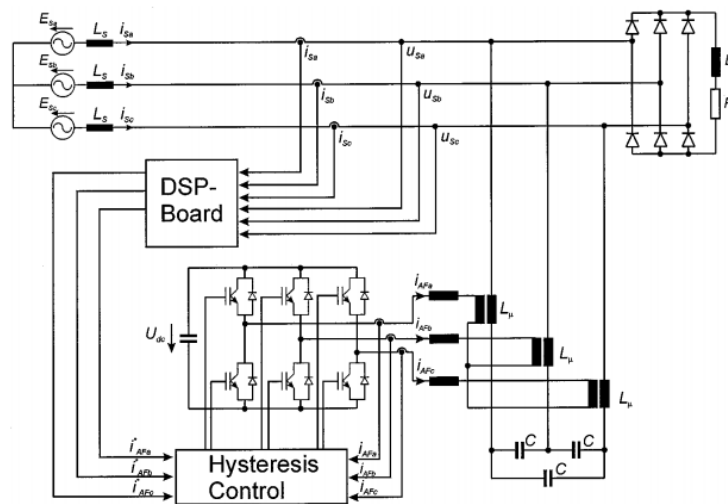 E_Sa L_S i_Sa i_Sa u_Sa
E_Sb L_S i_Sb i_Sb u_Sb
E_Sc L_S i_Sc i_Sc u_Sc
L
DSP-
Board
U_dc
i_AFa L_μ
i_AFb L_μ
i_AFc L_μ
C C
C
i*_AFa i_AFa
i*_AFb i_AFb
i*_AFc i_AFc
Hysteresis
Control